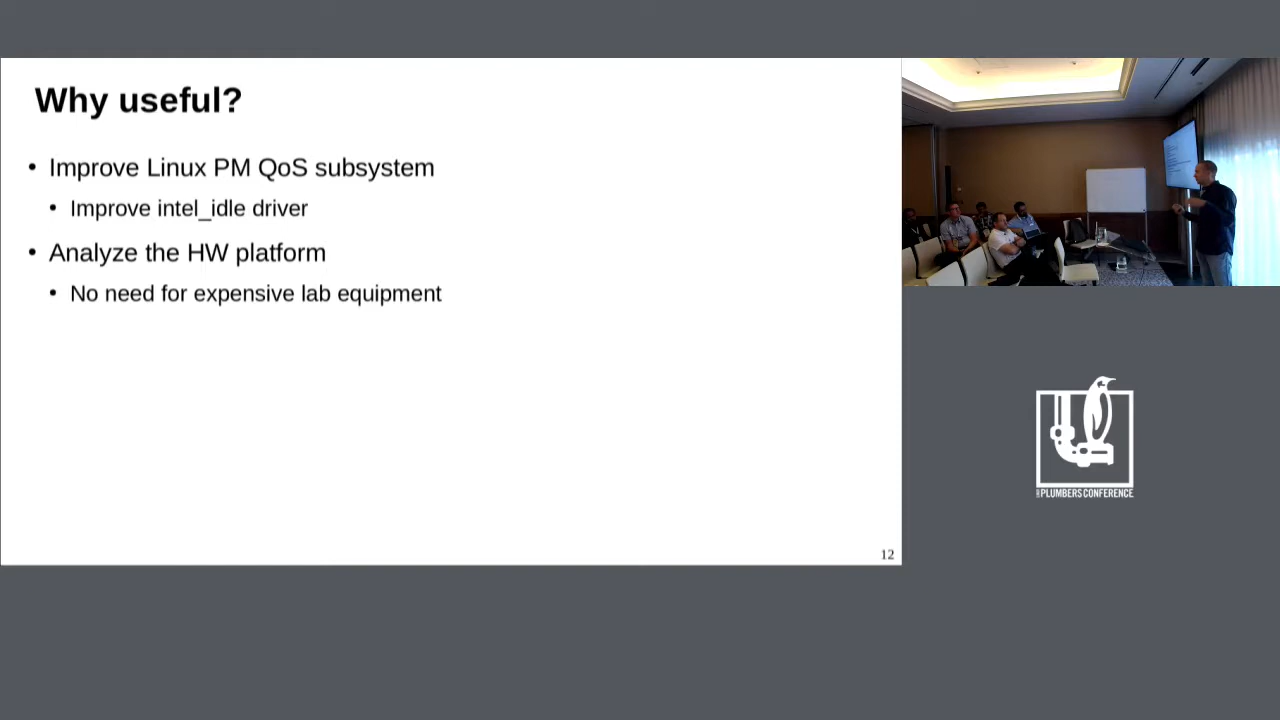 Why useful?
• Improve Linux PM QoS subsystem
• Improve intel_idle driver
• Analyze the HW platform
• No need for expensive lab equipment
12
PLUMBERS CONFERENCE